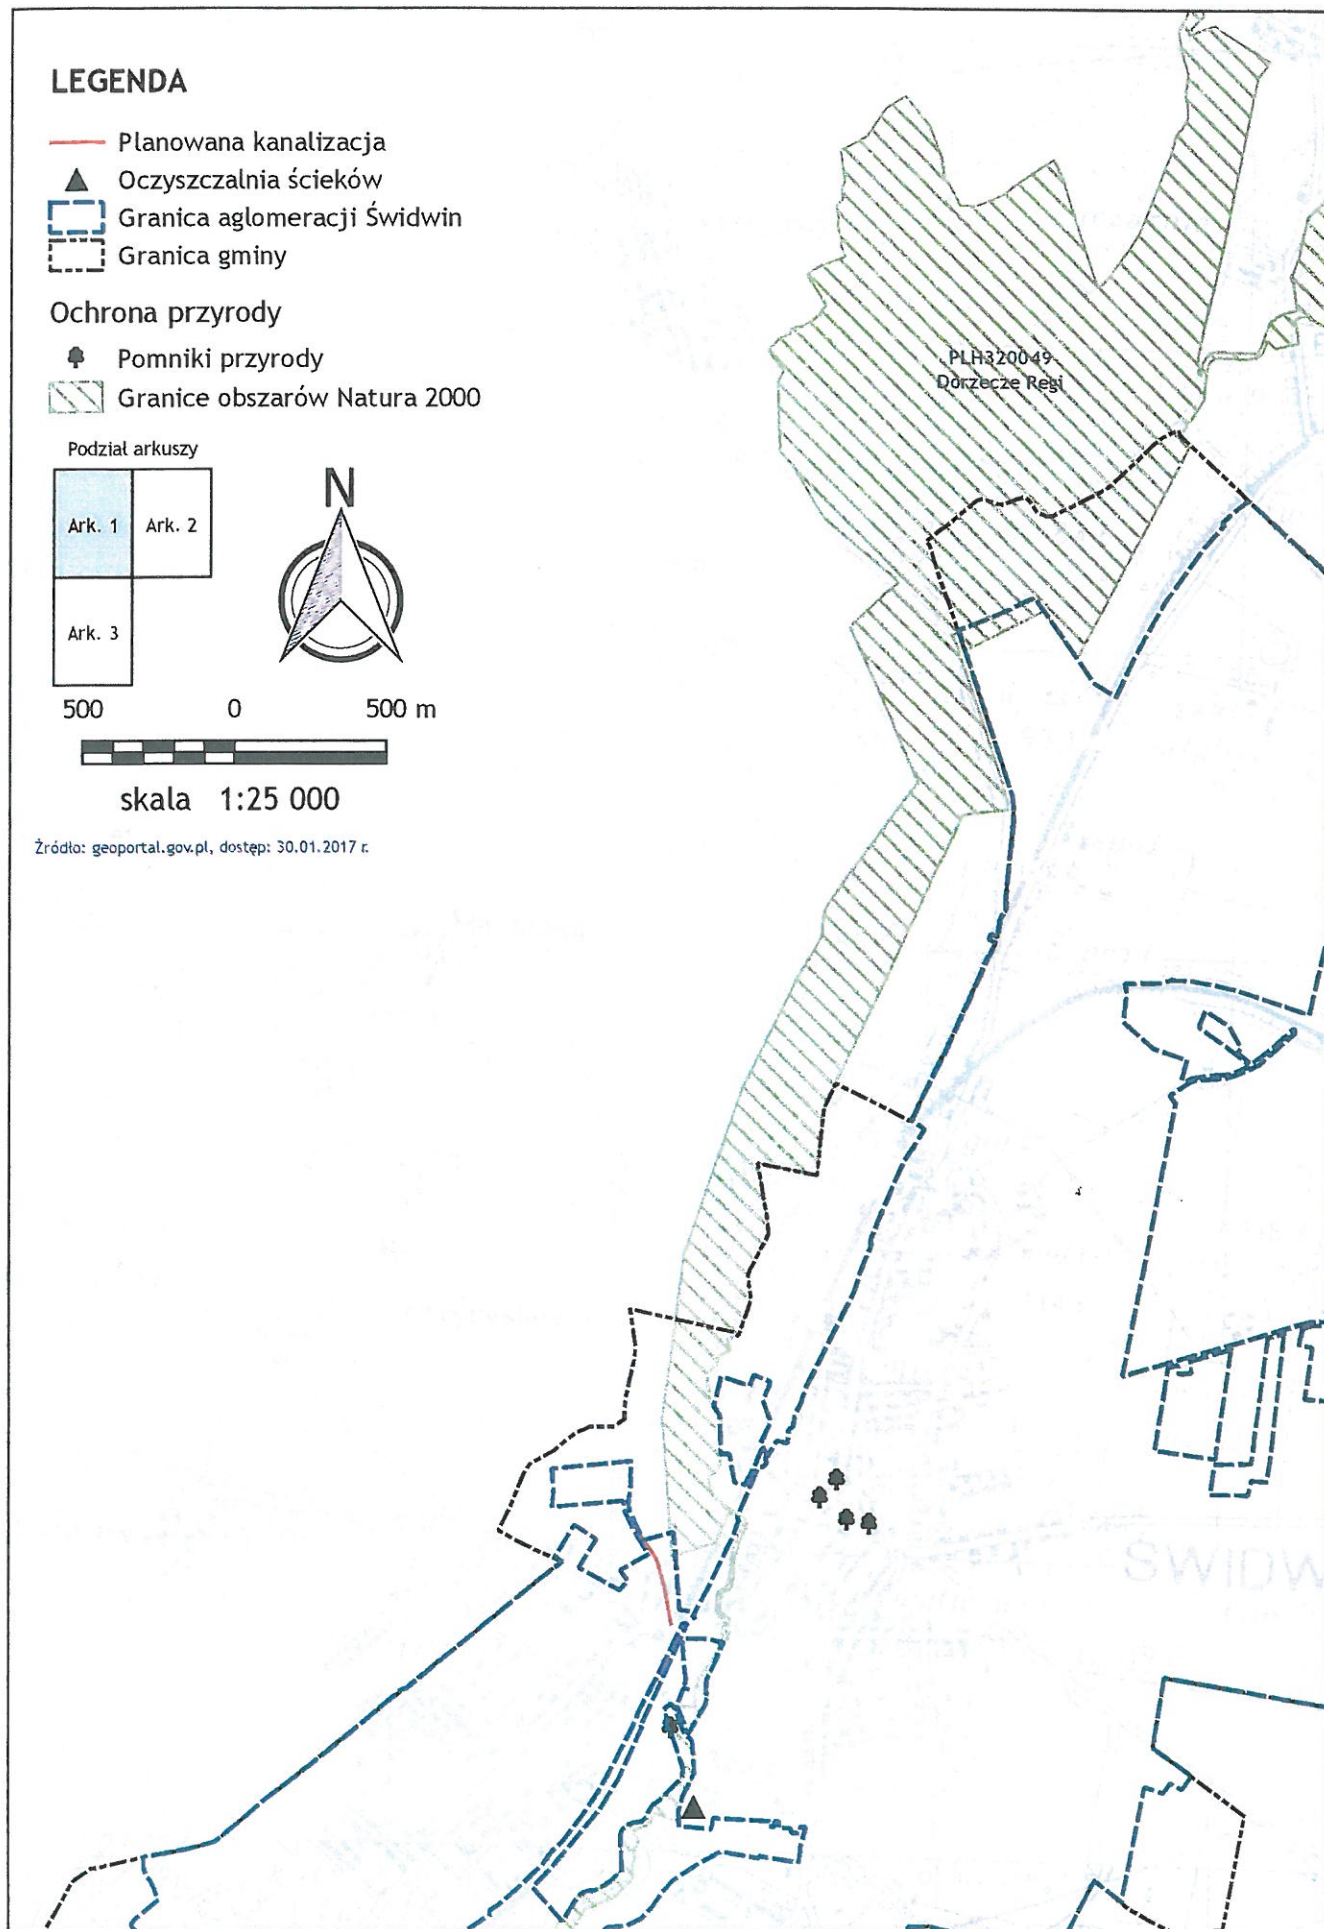 LEGENDA
Planowana kanalizacja
Oczyszczalnia ścieków
Granica aglomeracji Świdwin
Granica gminy
Ochrona przyrody
Pomniki przyrody
Granice obszarów Natura 2000
Podział arkuszy
Ark. 1 Ark. 2
Ark. 3
N
500 0 500 m
skala 1:25 000
Źródło: geoportal.gov.pl, dostęp: 30.01.2017 r.
PLH320049
Dorzecze Regi
ŚWIDW